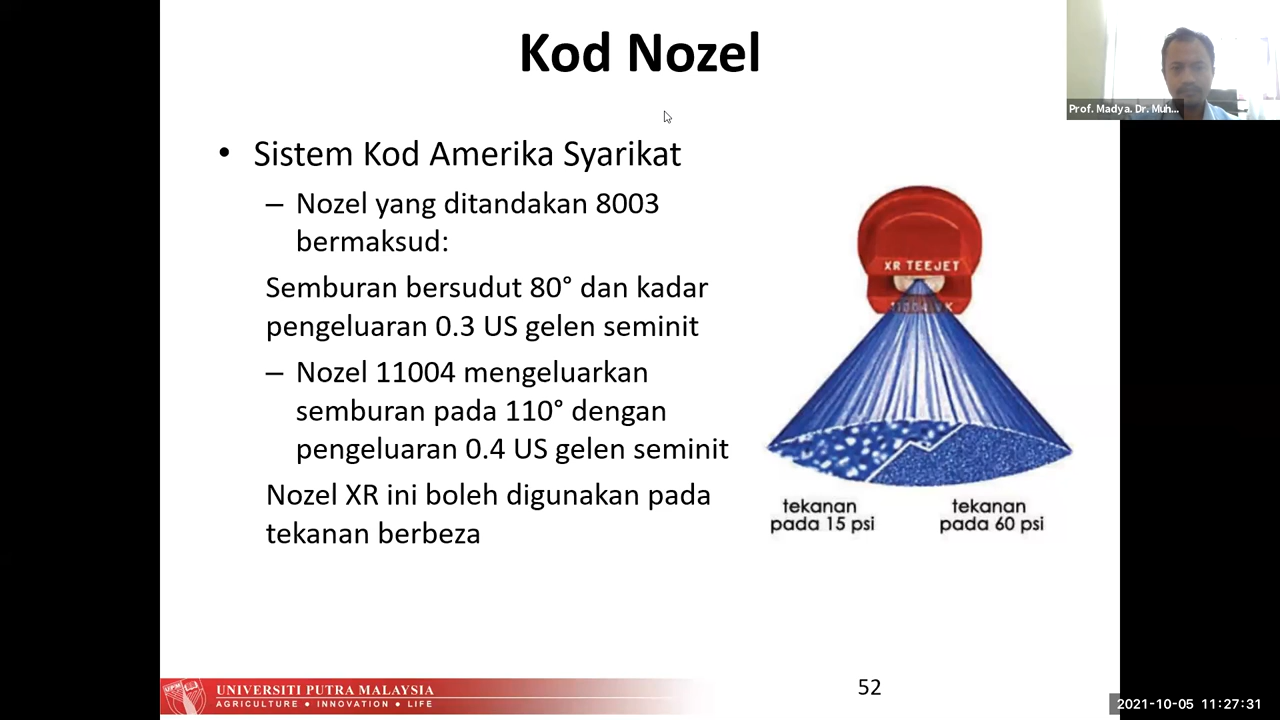 Kod Nozel
Prof. Madya. Dr. Muh...
• Sistem Kod Amerika Syarikat
– Nozel yang ditandakan 8003
bermaksud:
Semburan bersudut 80° dan kadar
pengeluaran 0.3 US gelen seminit
– Nozel 11004 mengeluarkan
semburan pada 110° dengan
pengeluaran 0.4 US gelen seminit
Nozel XR ini boleh digunakan pada
tekanan berbeza
XR TEEJET
tekanan
pada 15 psi
tekanan
pada 60 psi
UPM
UNIVERSITI PUTRA MALAYSIA
AGRICULTURE • INNOVATION • LIFE
52
2021-10-05 11:27:31